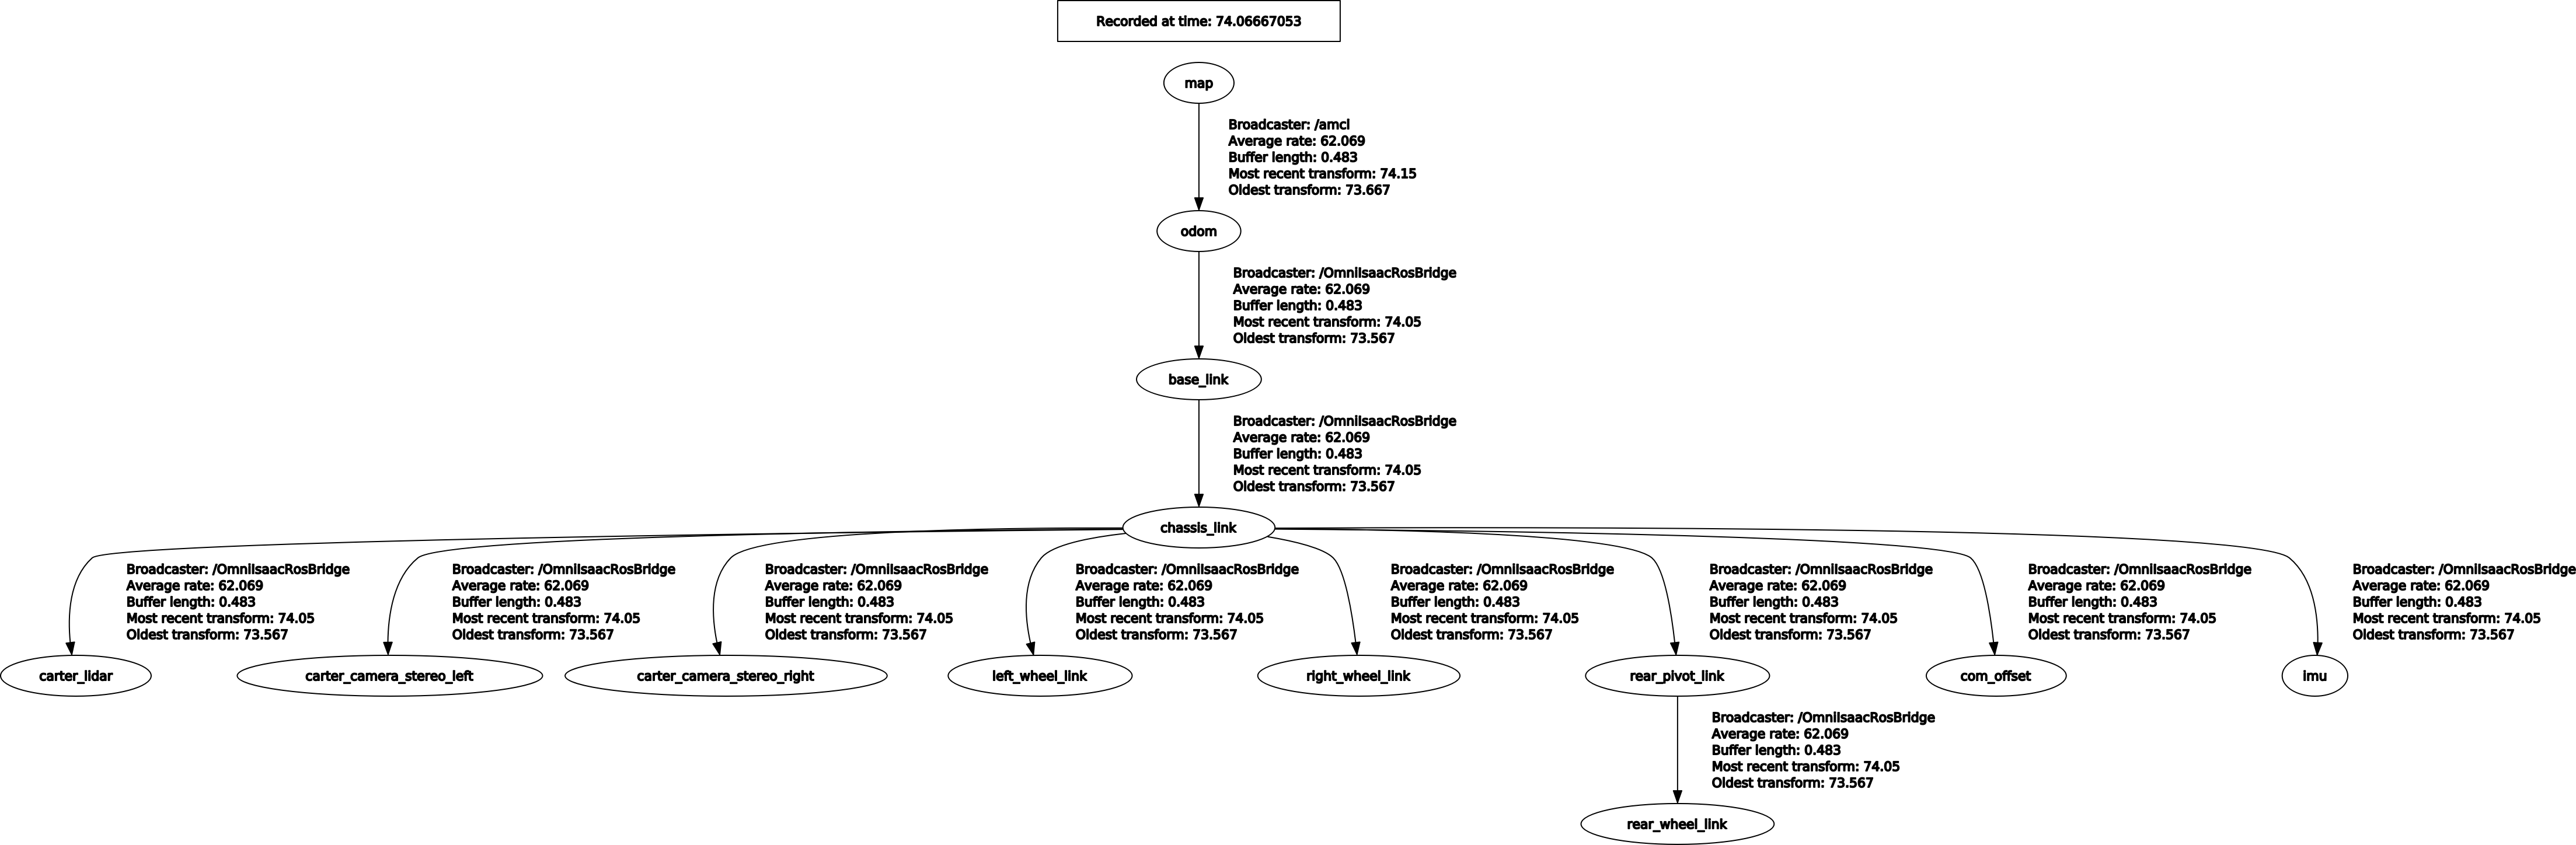 Recorded at time: 74.06667053
map
Broadcaster: /amcl
Average rate: 62.069
Buffer length: 0.483
Most recent transform: 74.15
Oldest transform: 73.667
odom
Broadcaster: /OmniIsaacRosBridge
Average rate: 62.069
Buffer length: 0.483
Most recent transform: 74.05
Oldest transform: 73.567
base_link
Broadcaster: /OmniIsaacRosBridge
Average rate: 62.069
Buffer length: 0.483
Most recent transform: 74.05
Oldest transform: 73.567
chassis_link
Broadcaster: /OmniIsaacRosBridge
Average rate: 62.069
Buffer length: 0.483
Most recent transform: 74.05
Oldest transform: 73.567
carter_lidar
Broadcaster: /OmniIsaacRosBridge
Average rate: 62.069
Buffer length: 0.483
Most recent transform: 74.05
Oldest transform: 73.567
carter_camera_stereo_left
Broadcaster: /OmniIsaacRosBridge
Average rate: 62.069
Buffer length: 0.483
Most recent transform: 74.05
Oldest transform: 73.567
carter_camera_stereo_right
Broadcaster: /OmniIsaacRosBridge
Average rate: 62.069
Buffer length: 0.483
Most recent transform: 74.05
Oldest transform: 73.567
left_wheel_link
Broadcaster: /OmniIsaacRosBridge
Average rate: 62.069
Buffer length: 0.483
Most recent transform: 74.05
Oldest transform: 73.567
right_wheel_link
Broadcaster: /OmniIsaacRosBridge
Average rate: 62.069
Buffer length: 0.483
Most recent transform: 74.05
Oldest transform: 73.567
rear_pivot_link
Broadcaster: /OmniIsaacRosBridge
Average rate: 62.069
Buffer length: 0.483
Most recent transform: 74.05
Oldest transform: 73.567
com_offset
Broadcaster: /OmniIsaacRosBridge
Average rate: 62.069
Buffer length: 0.483
Most recent transform: 74.05
Oldest transform: 73.567
imu
Broadcaster: /OmniIsaacRosBridge
Average rate: 62.069
Buffer length: 0.483
Most recent transform: 74.05
Oldest transform: 73.567
rear_wheel_link